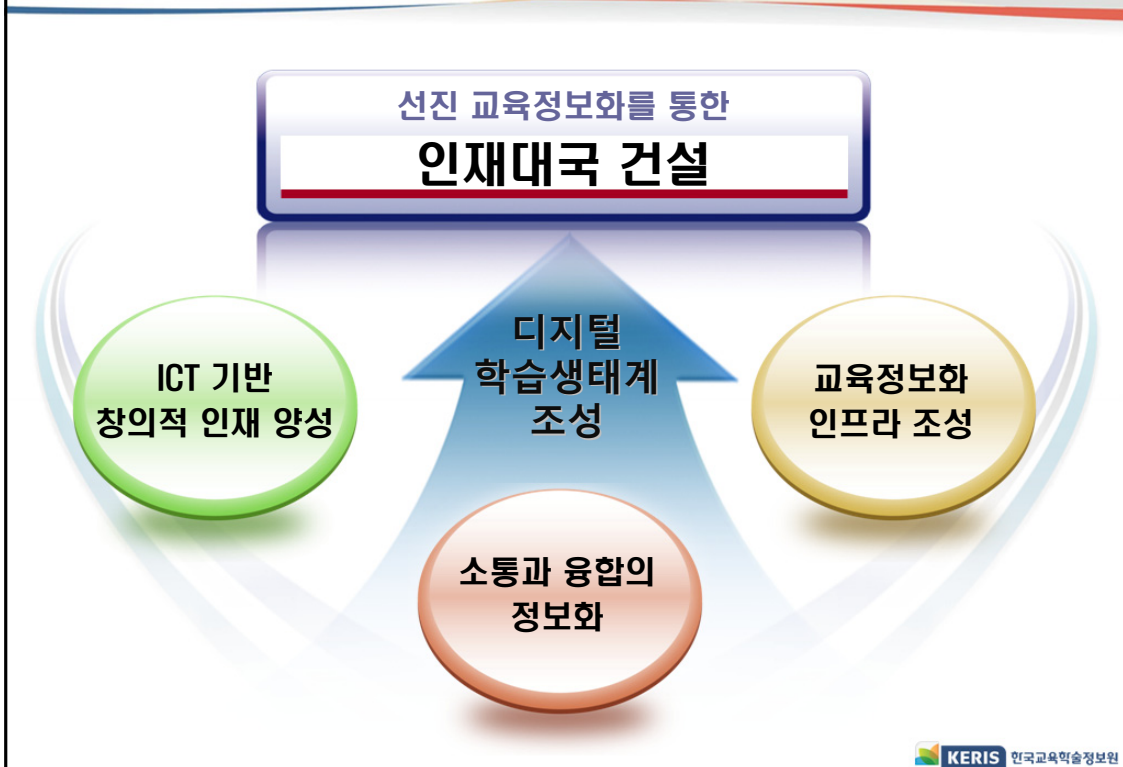 선진 교육정보화를 통한
인재대국 건설
디지털
학습생태계
조성
ICT 기반
창의적 인재 양성
교육정보화
인프라 조성
소통과 융합의
정보화
KERIS 한국교육학술정보원